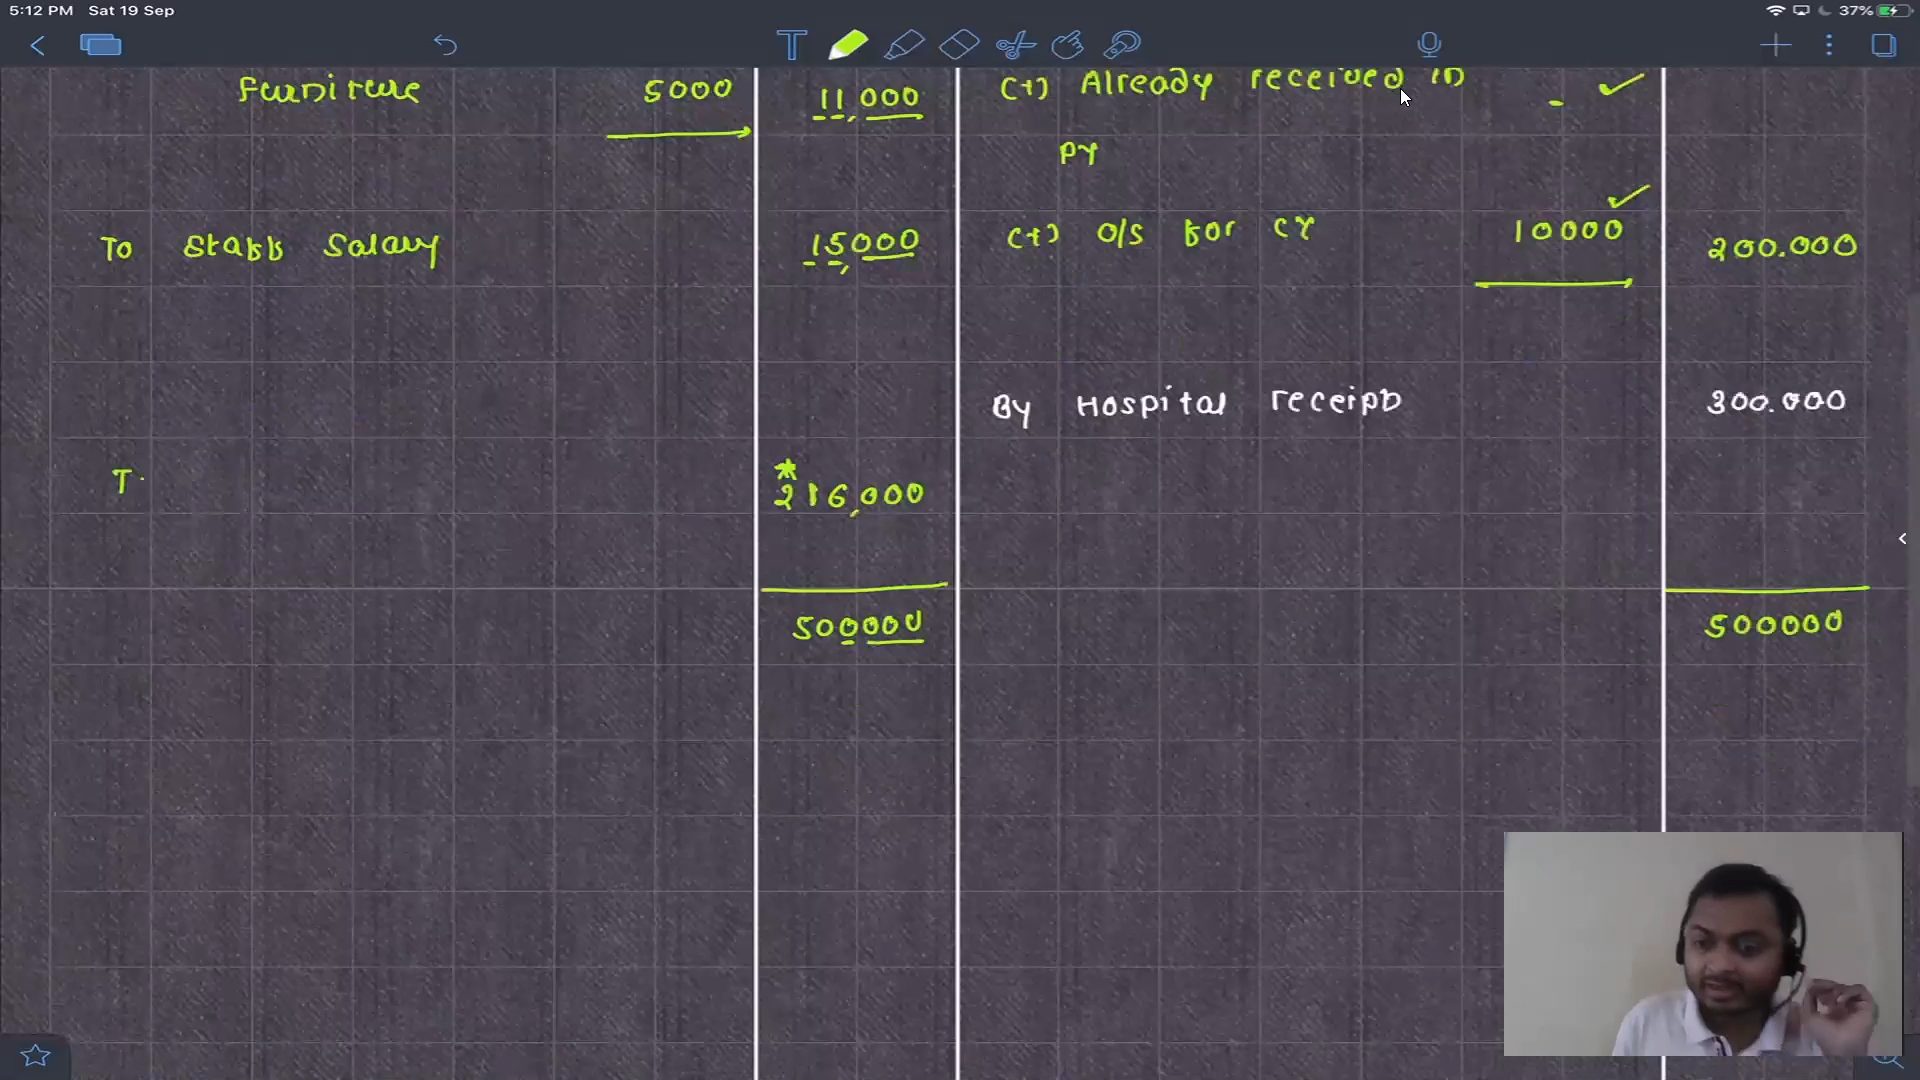 5:12 PM Sat 19 Sep
37%
T
Furniture 5000 11,000
To Staff Salary 15000
T. 216,000
500000
(+) Already received in -
PY
(+) O/S for CY 10000 200.000
By Hospital receipt 300.000
500000